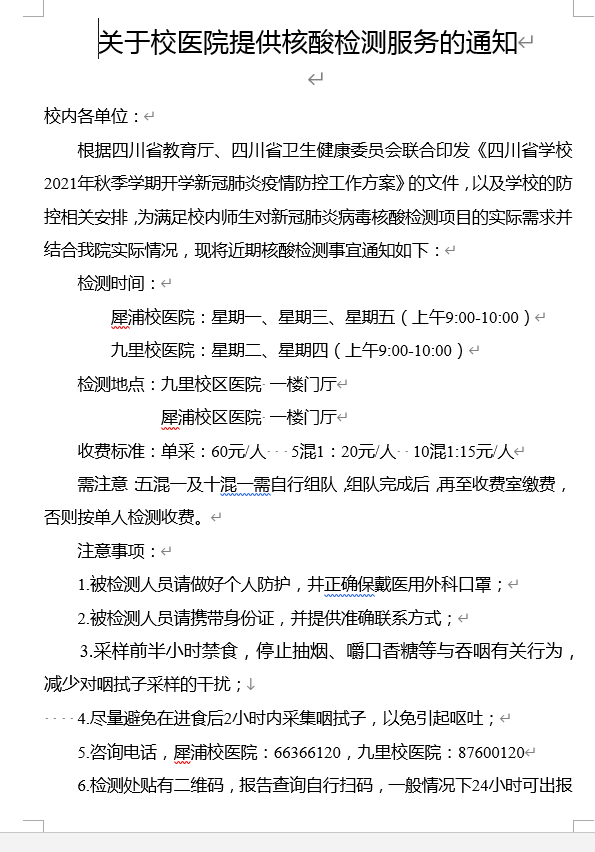 关于校医院提供核酸检测服务的通知
校内各单位：
根据四川省教育厅、四川省卫生健康委员会联合印发《四川省学校
2021年秋季学期开学新冠肺炎疫情防控工作方案》的文件，以及学校的防
控相关安排，为满足校内师生对新冠肺炎病毒核酸检测项目的实际需求并
结合我院实际情况，现将近期核酸检测事宜通知如下：
检测时间：
犀浦校医院：星期一、星期三、星期五（上午9:00-10:00）
九里校医院：星期二、星期四（上午9:00-10:00）
检测地点：九里校区医院 一楼门厅
犀浦校区医院 一楼门厅
收费标准：单采：60元/人 5混1：20元/人 10混1:15元/人
需注意:五混一及十混一需自行组队,组队完成后,再至收费室缴费，
否则按单人检测收费。
注意事项：
1.被检测人员请做好个人防护，井正确保戴医用外科口罩；
2.被检测人员请携带身份证，并提供准确联系方式；
3.采样前半小时禁食，停止抽烟、嚼口香糖等与吞咽有关行为，
减少对咽拭子采样的干扰；
4.尽量避免在进食后2小时内采集咽拭子，以免引起呕吐；
5.咨询电话，犀浦校医院：66366120，九里校医院：87600120
6.检测处贴有二维码，报告查询自行扫码，一般情况下24小时可出报